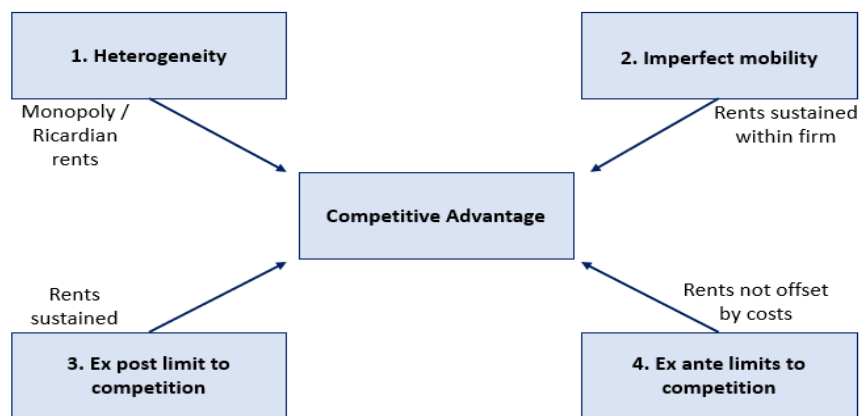 1. Heterogeneity
2. Imperfect mobility
Monopoly /
Ricardian
rents
Rents sustained
within firm
Competitive Advantage
Rents
sustained
Rents not offset
by costs
3. Ex post limit to
competition
4. Ex ante limits to
competition